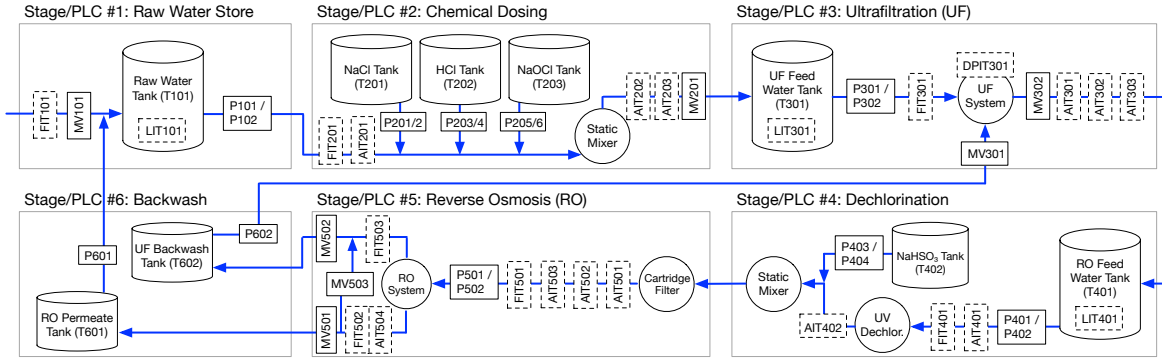 Stage/PLC #1: Raw Water Store
FIT101
MV101
Raw Water
Tank (T101)
LIT101
P101 /
P102
Stage/PLC #2: Chemical Dosing
NaCl Tank
(T201)
HCl Tank
(T202)
NaOCl Tank
(T203)
P201/2
P203/4
P205/6
FIT201
AIT201
Static
Mixer
AIT202
AIT203
MV201
Stage/PLC #3: Ultrafiltration (UF)
UF Feed
Water Tank
(T301)
LIT301
P301 /
P302
FIT301
DPIT301
UF
System
MV302
AIT301
AIT302
AIT303
MV301
Stage/PLC #6: Backwash
P601
UF Backwash
Tank (T602)
P602
RO Permeate
Tank (T601)
Stage/PLC #5: Reverse Osmosis (RO)
MV502
FIT503
MV503
MV501
FIT502
AIT504
RO
System
P501 /
P502
FIT501
AIT503
AIT502
AIT501
Cartridge
Filter
Stage/PLC #4: Dechlorination
Static
Mixer
P403 /
P404
NaHSO₃ Tank
(T402)
AIT402
UV
Dechlor.
FIT401
AIT401
P401 /
P402
RO Feed
Water Tank
(T401)
LIT401